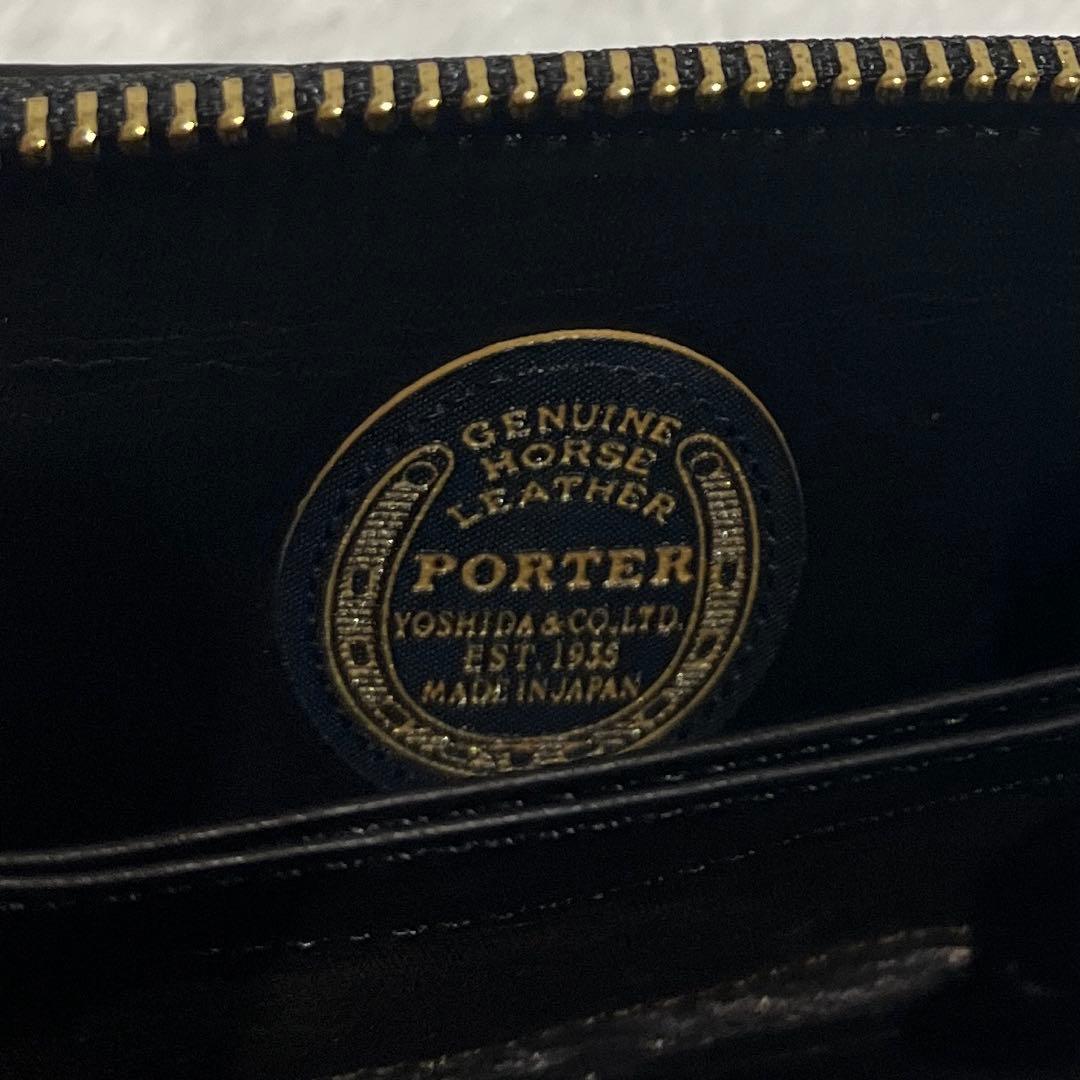 GENUINE
HORSE
LEATHER
PORTER
YOSHIDA & CO., LTD.
EST. 1935
MADE IN JAPAN